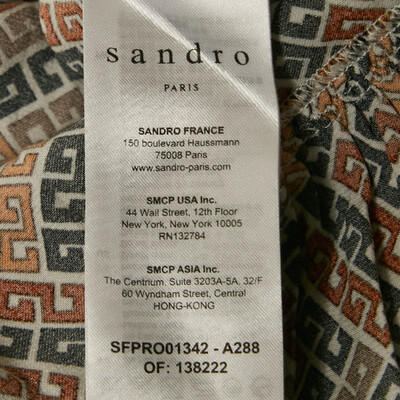 sandro
PARIS
SANDRO FRANCE
150 boulevard Haussmann
75008 Paris
www.sandro-paris.com
SMCP USA Inc.
44 Wall Street, 12th Floor
New York, New York 10005
RN132784
SMCP ASIA Inc.
The Centrium, Suite 3203A-5A, 32/F
60 Wyndham Street, Central
HONG-KONG
SFPRO01342 - A288
OF: 138222